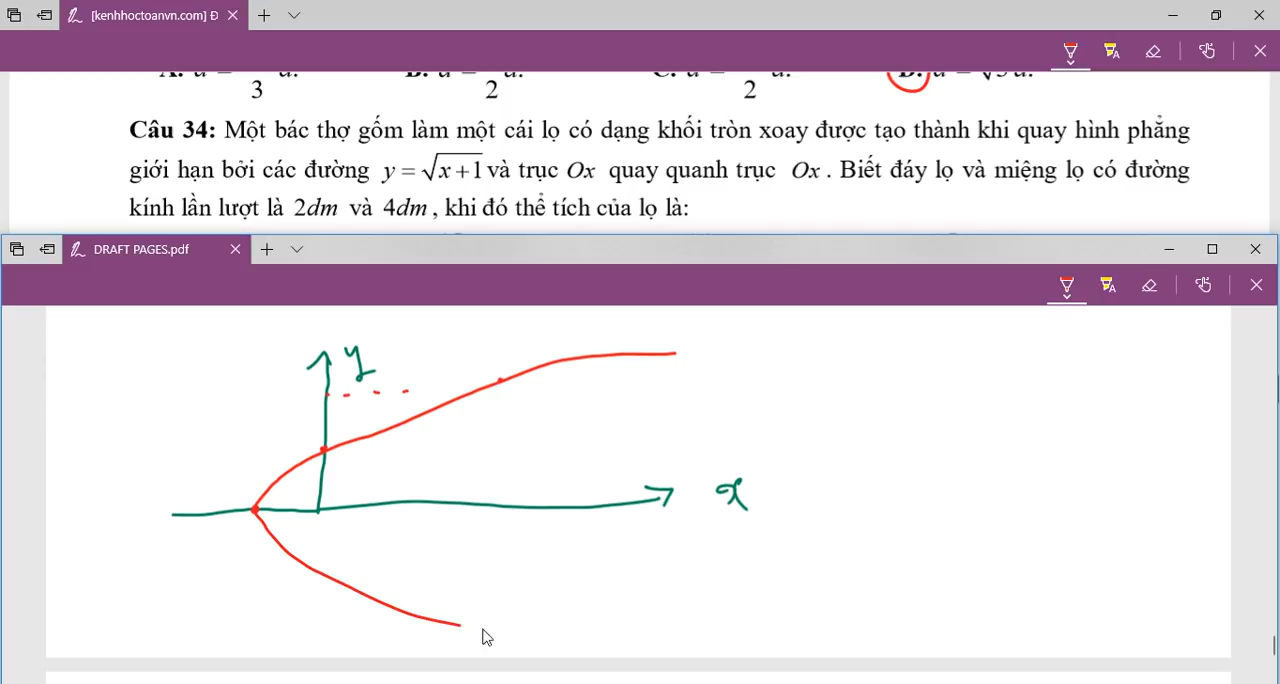 [kenhhoctoanvn.com] Đ
3 2 2
Câu 34: Một bác thợ gốm làm một cái lọ có dạng khối tròn xoay được tạo thành khi quay hình phẳng
giới hạn bởi các đường y = √(x+1) và trục Ox quay quanh trục Ox. Biết đáy lọ và miệng lọ có đường
kính lần lượt là 2dm và 4dm, khi đó thể tích của lọ là:
DRAFT PAGES.pdf
y
x